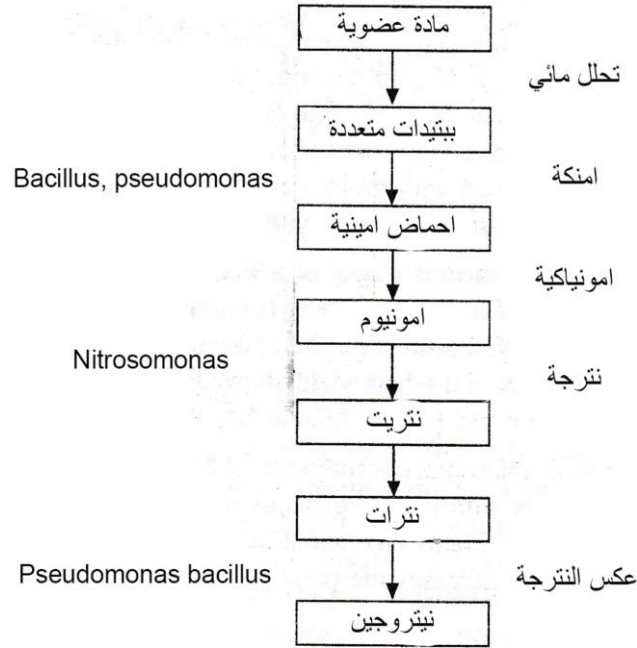 مادة عضوية
تحلل مائي
ببتيدات متعددة
Bacillus, pseudomonas
امنكة
احماض امينية
امونياكية
امونيوم
Nitrosomonas
نترجة
نتريت
نترات
Pseudomonas bacillus
عكس النترجة
نيتروجين